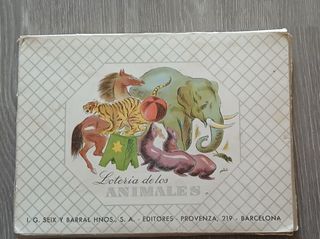 Lotería de los
ANIMALES
I. G. SEIX Y BARRAL HNOS., S. A. - EDITORES - PROVENZA, 219 - BARCELONA